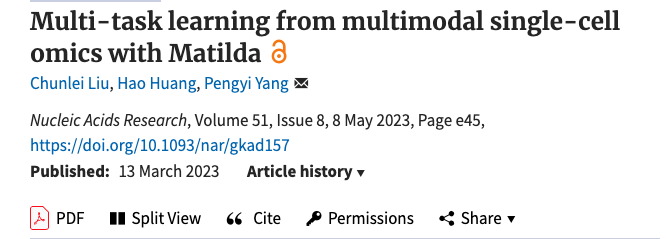 Multi-task learning from multimodal single-cell
omics with Matilda
Chunlei Liu, Hao Huang, Pengyi Yang
Nucleic Acids Research, Volume 51, Issue 8, 8 May 2023, Page e45,
https://doi.org/10.1093/nar/gkad157
Published: 13 March 2023 Article history
PDF Split View Cite Permissions Share